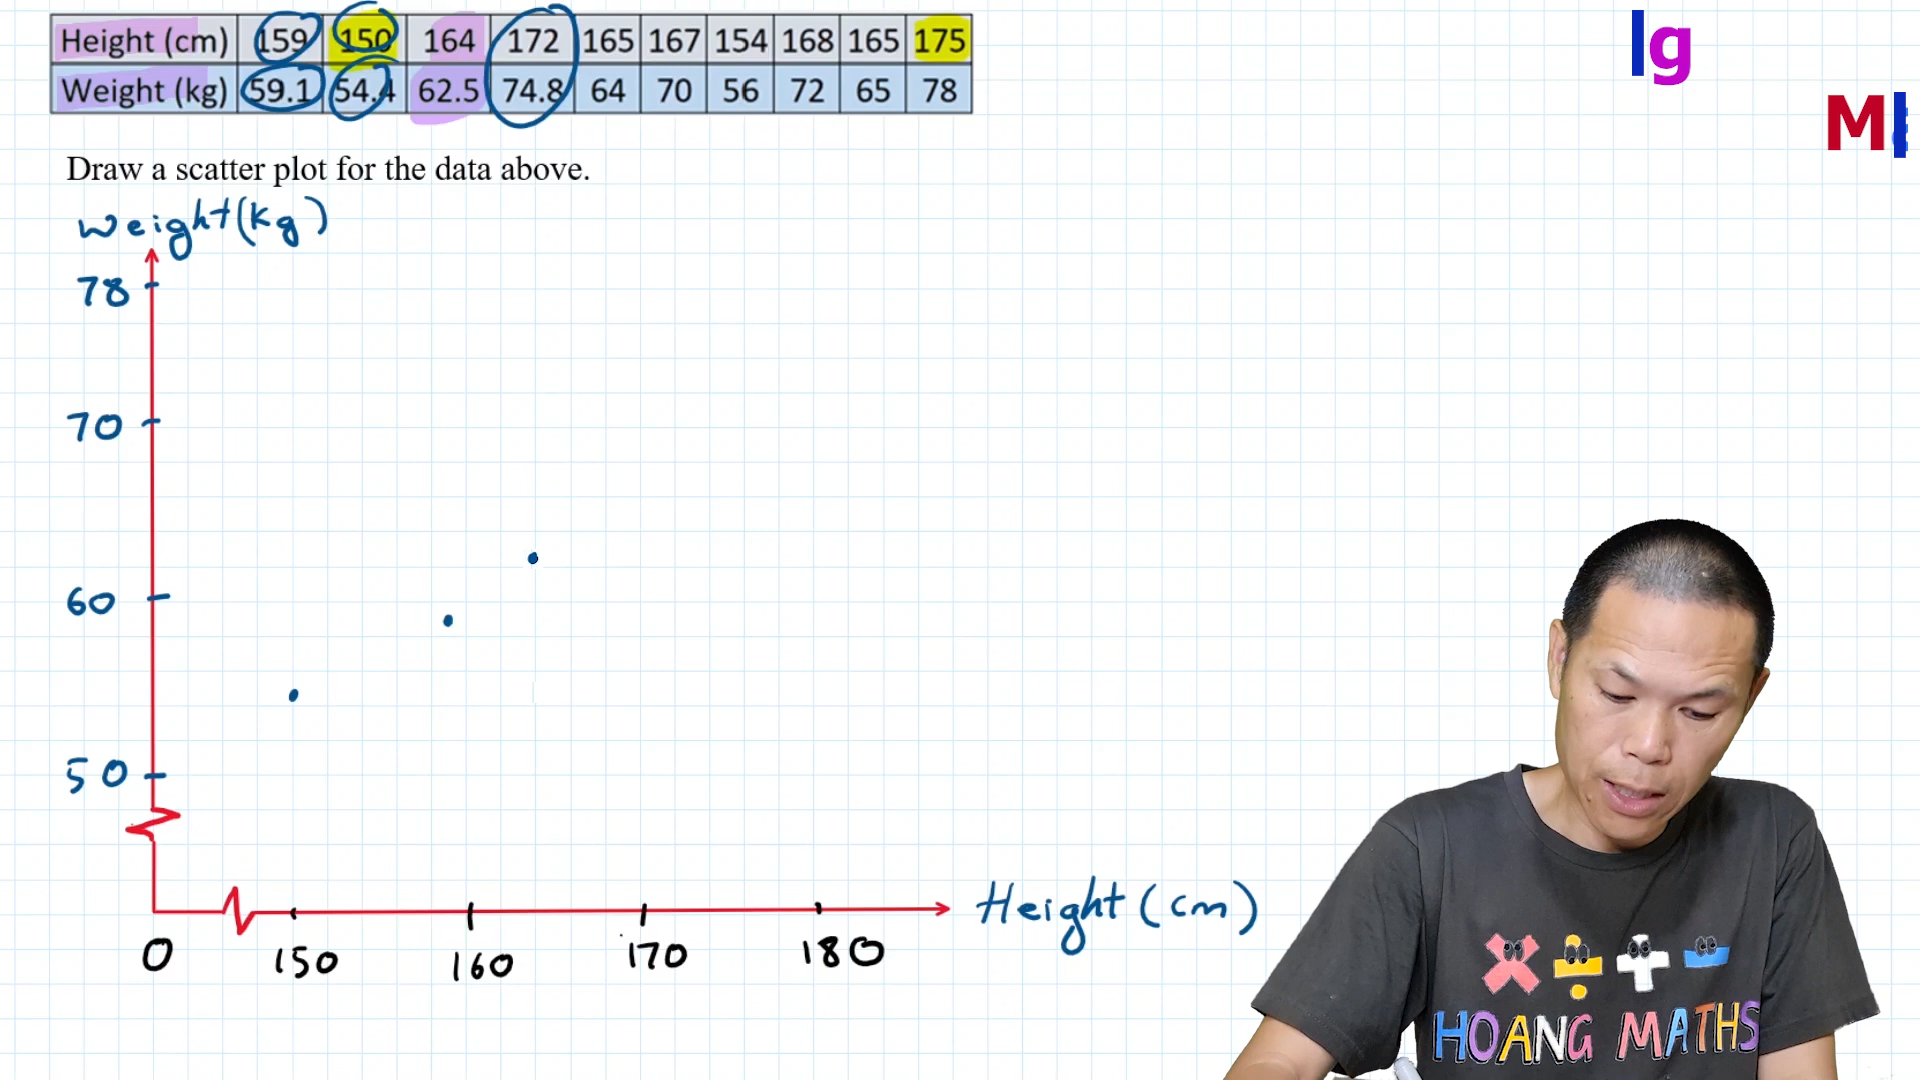 Height (cm) 159 150 164 172 165 167 154 168 165 175
Weight (kg) 59.1 54.4 62.5 74.8 64 70 56 72 65 78
lg
M
Draw a scatter plot for the data above.
Weight(kg)
78
70
60
50
Height (cm)
0 150 160 170 180
HOANG MATHS